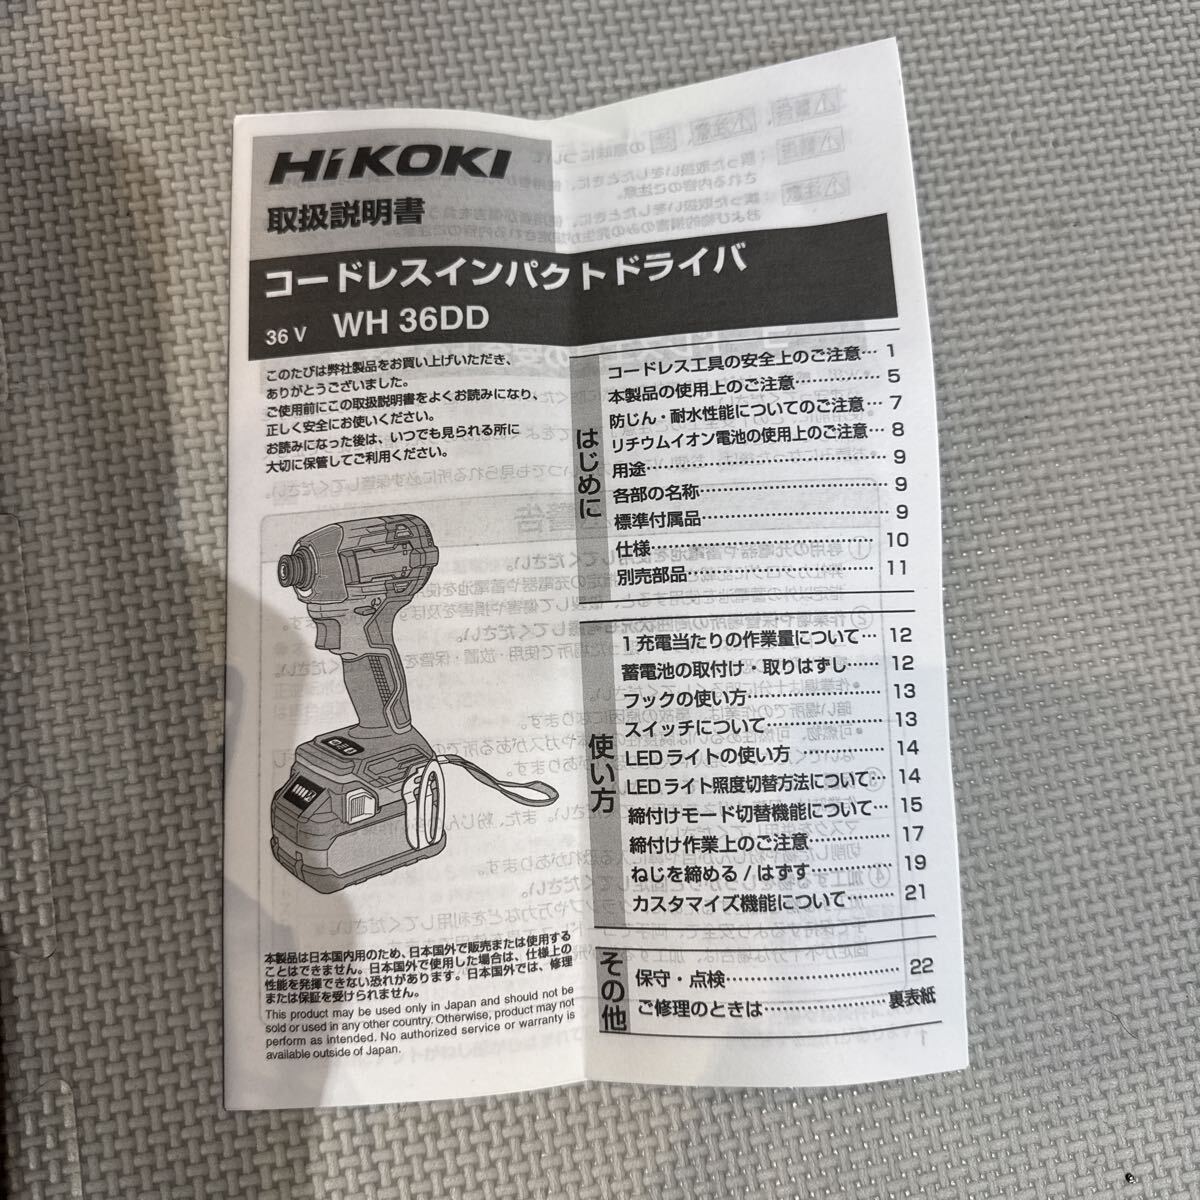 HiKOKI
取扱説明書
コードレスインパクトドライバ
36 V WH 36DD
このたびは弊社製品をお買い上げいただき、
ありがとうございました。
ご使用前にこの取扱説明書をよくお読みになり、
正しく安全にお使いください。
お読みになった後は、いつでも見られる所に
大切に保管してご利用ください。
本製品は日本国内用のため、日本国外で販売または使用する
ことはできません。日本国外で使用した場合は、仕様上の
性能を発揮できない恐れがあります。日本国外では、修理
または保証を受けられません。
This product may be used only in Japan and should not be
sold or used in any other country. Otherwise, product may not
perform as intended. No authorized service or warranty is
available outside of Japan.
はじめに
コードレス工具の安全上のご注意… 1
本製品の使用上のご注意………… 5
防じん・耐水性能についてのご注意… 7
リチウムイオン電池の使用上のご注意… 8
用途………………………… 9
各部の名称………………… 9
標準付属品………………… 9
仕様………………………… 10
別売部品…………………… 11
使い方
1充電当たりの作業量について… 12
蓄電池の取付け・取りはずし…… 12
フックの使い方……………… 13
スイッチについて…………… 13
LEDライトの使い方………… 14
LEDライト照度切替方法について… 14
締付けモード切替機能について… 15
締付け作業上のご注意………… 17
ねじを締める / はずす………… 19
カスタマイズ機能について…… 21
その他
保守・点検………………… 22
ご修理のときは…………… 裏表紙